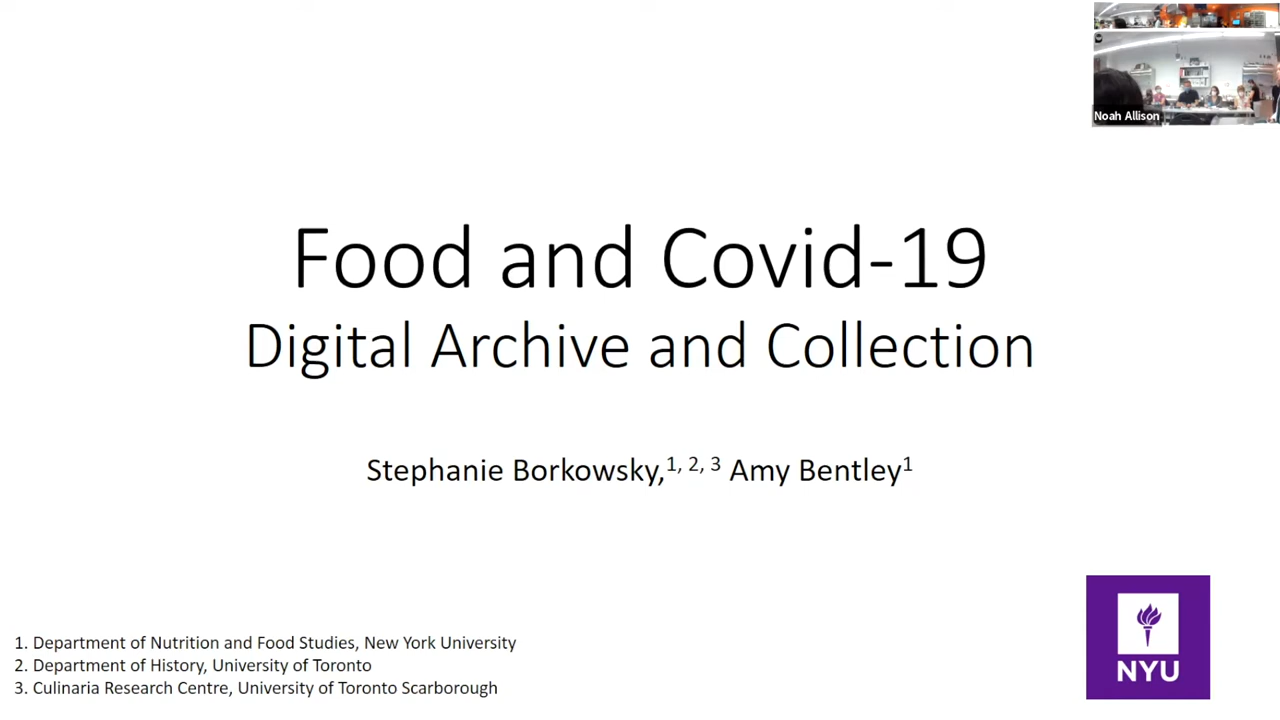 Noah Allison
Food and Covid-19
Digital Archive and Collection
Stephanie Borkowsky,1, 2, 3 Amy Bentley1
1. Department of Nutrition and Food Studies, New York University
2. Department of History, University of Toronto
3. Culinaria Research Centre, University of Toronto Scarborough
NYU